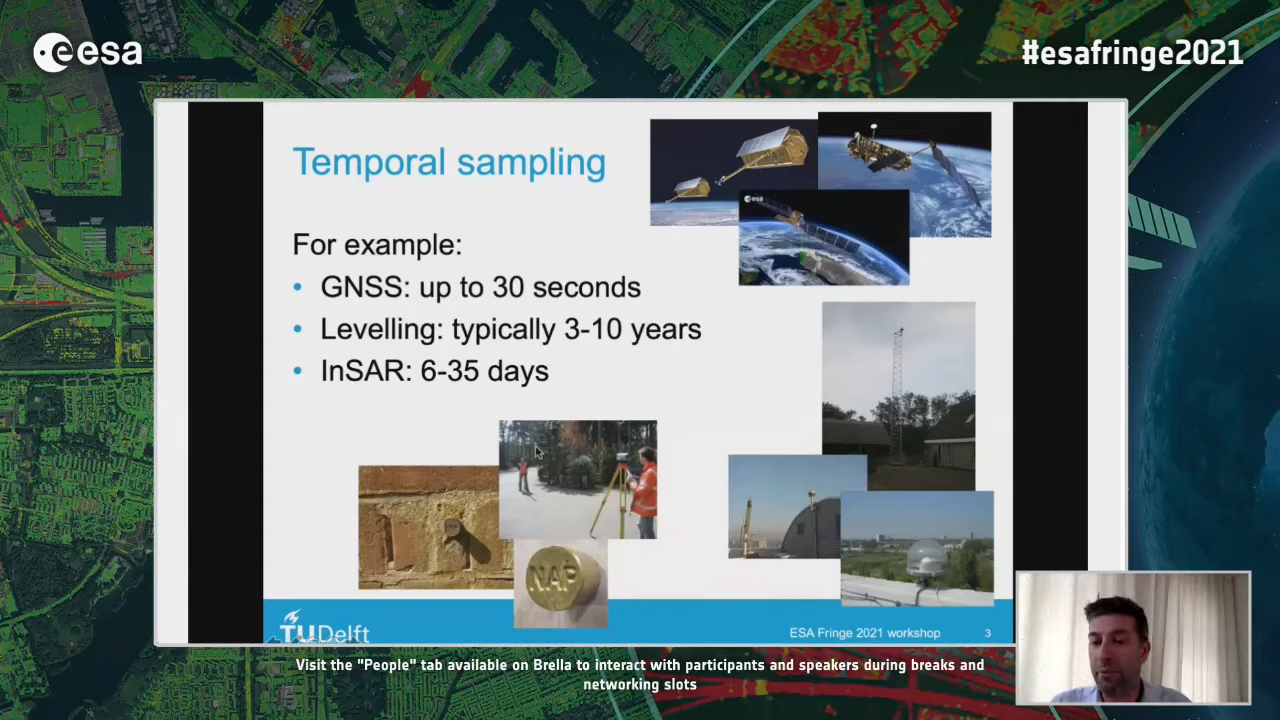 esa
#esafringe2021
Temporal sampling
esa
For example:
• GNSS: up to 30 seconds
• Levelling: typically 3-10 years
• InSAR: 6-35 days
NAP
TUDelft
ESA Fringe 2021 workshop
3
Visit the "People" tab available on Brella to interact with participants and speakers during breaks and
networking slots